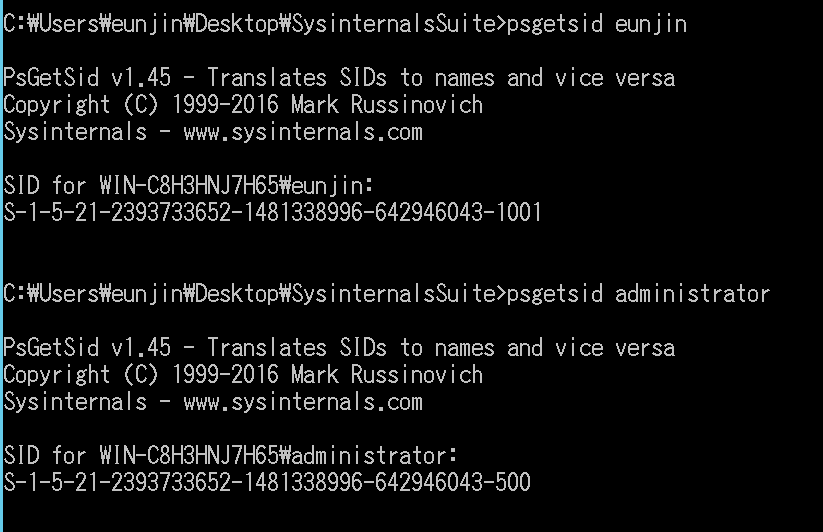 C:₩Users₩eunjin₩Desktop₩SysinternalsSuite>psgetsid eunjin
PsGetSid v1.45 - Translates SIDs to names and vice versa
Copyright (C) 1999-2016 Mark Russinovich
Sysinternals - www.sysinternals.com
SID for WIN-C8H3HNJ7H65₩eunjin:
S-1-5-21-2393733652-1481338996-642946043-1001
C:₩Users₩eunjin₩Desktop₩SysinternalsSuite>psgetsid administrator
PsGetSid v1.45 - Translates SIDs to names and vice versa
Copyright (C) 1999-2016 Mark Russinovich
Sysinternals - www.sysinternals.com
SID for WIN-C8H3HNJ7H65₩administrator:
S-1-5-21-2393733652-1481338996-642946043-500